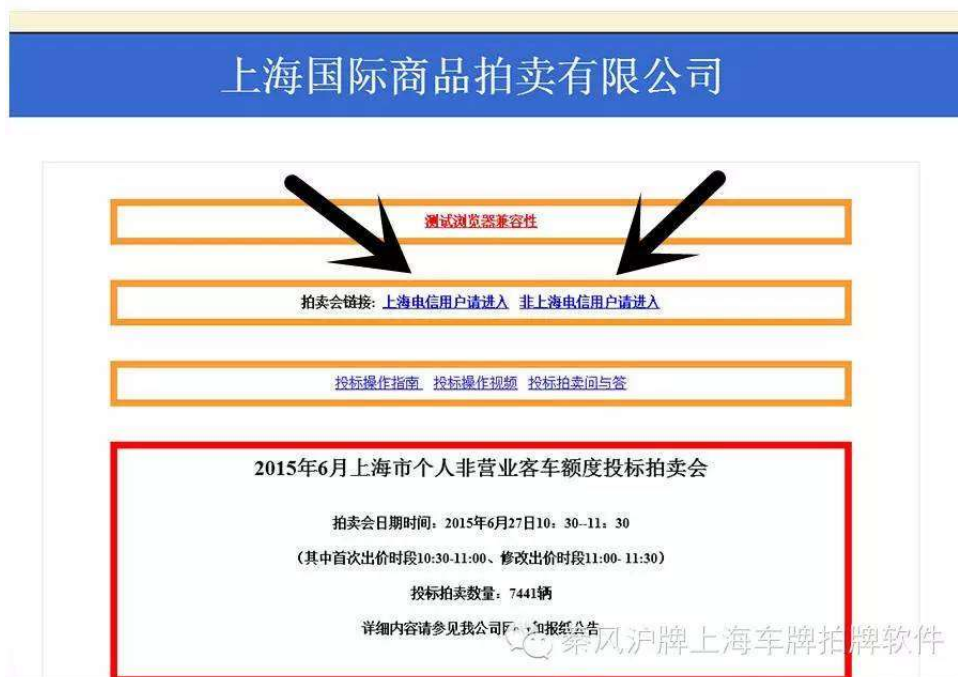 上海国际商品拍卖有限公司
测试浏览器兼容性
拍卖会链接: 上海电信用户请进入 非上海电信用户请进入
投标操作指南 投标操作视频 投标拍卖问与答
2015年6月上海市个人非营业客车额度投标拍卖会
拍卖会日期时间：2015年6月27日10：30--11：30
（其中首次出价时段10:30-11:00、修改出价时段11:00- 11:30）
投标拍卖数量：7441辆
详细内容请参见我公司 和报纸公告
秦风沪牌上海车牌拍牌软件